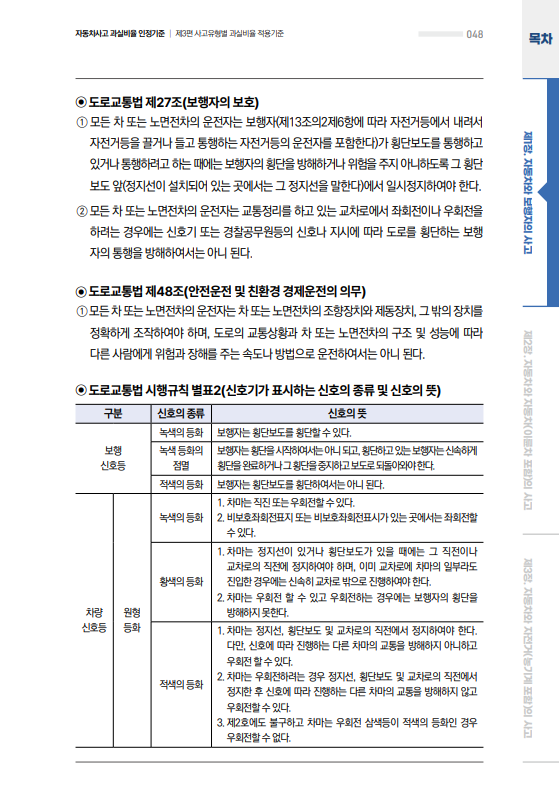 자동차사고 과실비율 인정기준 | 제3편 사고유형별 과실비율 적용기준
048
목차
◉ 도로교통법 제27조(보행자의 보호)
① 모든 차 또는 노면전차의 운전자는 보행자(제13조의2제6항에 따라 자전거등에서 내려서
자전거등을 끌거나 들고 통행하는 자전거등의 운전자를 포함한다)가 횡단보도를 통행하고
있거나 통행하려고 하는 때에는 보행자의 횡단을 방해하거나 위험을 주지 아니하도록 그 횡단
보도 앞(정지선이 설치되어 있는 곳에서는 그 정지선을 말한다)에서 일시정지하여야 한다.
② 모든 차 또는 노면전차의 운전자는 교통정리를 하고 있는 교차로에서 좌회전이나 우회전을
하려는 경우에는 신호기 또는 경찰공무원등의 신호나 지시에 따라 도로를 횡단하는 보행
자의 통행을 방해하여서는 아니 된다.
◉ 도로교통법 제48조(안전운전 및 친환경 경제운전의 의무)
① 모든 차 또는 노면전차의 운전자는 차 또는 노면전차의 조향장치와 제동장치, 그 밖의 장치를
정확하게 조작하여야 하며, 도로의 교통상황과 차 또는 노면전차의 구조 및 성능에 따라
다른 사람에게 위험과 장해를 주는 속도나 방법으로 운전하여서는 아니 된다.
◉ 도로교통법 시행규칙 별표2(신호기가 표시하는 신호의 종류 및 신호의 뜻)
구분 신호의 종류 신호의 뜻
보행
신호등
녹색의 등화 보행자는 횡단보도를 횡단할 수 있다.
녹색 등화의
점멸
보행자는 횡단을 시작하여서는 아니 되고, 횡단하고 있는 보행자는 신속하게
횡단을 완료하거나 그 횡단을 중지하고 보도로 되돌아와야 한다.
적색의 등화 보행자는 횡단보도를 횡단하여서는 아니 된다.
차량
신호등
원형
등화
녹색의 등화
1. 차마는 직진 또는 우회전할 수 있다.
2. 비보호좌회전표지 또는 비보호좌회전표시가 있는 곳에서는 좌회전할
수 있다.
황색의 등화
1. 차마는 정지선이 있거나 횡단보도가 있을 때에는 그 직전이나
교차로의 직전에 정지하여야 하며, 이미 교차로에 차마의 일부라도
진입한 경우에는 신속히 교차로 밖으로 진행하여야 한다.
2. 차마는 우회전 할 수 있고 우회전하는 경우에는 보행자의 횡단을
방해하지 못한다.
적색의 등화
1. 차마는 정지선, 횡단보도 및 교차로의 직전에서 정지하여야 한다.
다만, 신호에 따라 진행하는 다른 차마의 교통을 방해하지 아니하고
우회전 할 수 있다.
2. 차마는 우회전하려는 경우 정지선, 횡단보도 및 교차로의 직전에서
정지한 후 신호에 따라 진행하는 다른 차마의 교통을 방해하지 않고
우회전할 수 있다.
3. 제2호에도 불구하고 차마는 우회전 삼색등이 적색의 등화인 경우
우회전할 수 없다.
제1장. 자동차와 보행자의 사고
제2장. 자동차와 자동차(이륜차 포함)의 사고
제3장. 자동차와 자전거(농기계 포함)의 사고